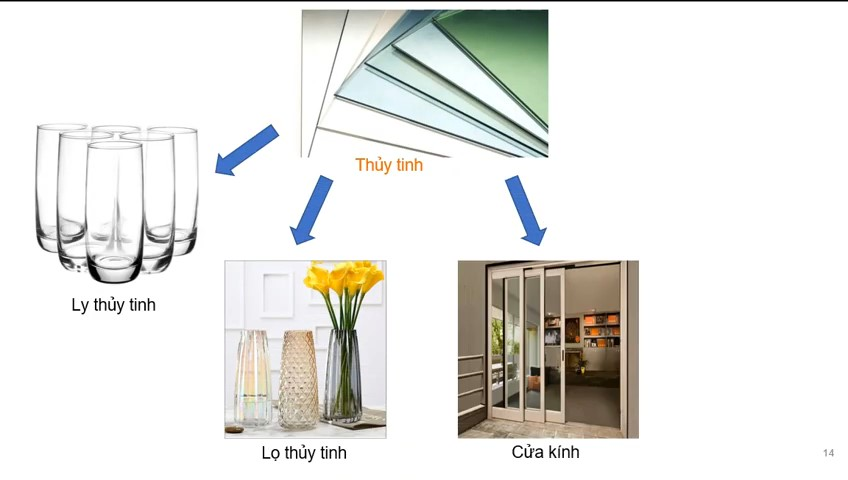 Thủy tinh
Ly thủy tinh
Lọ thủy tinh
Cửa kính
14